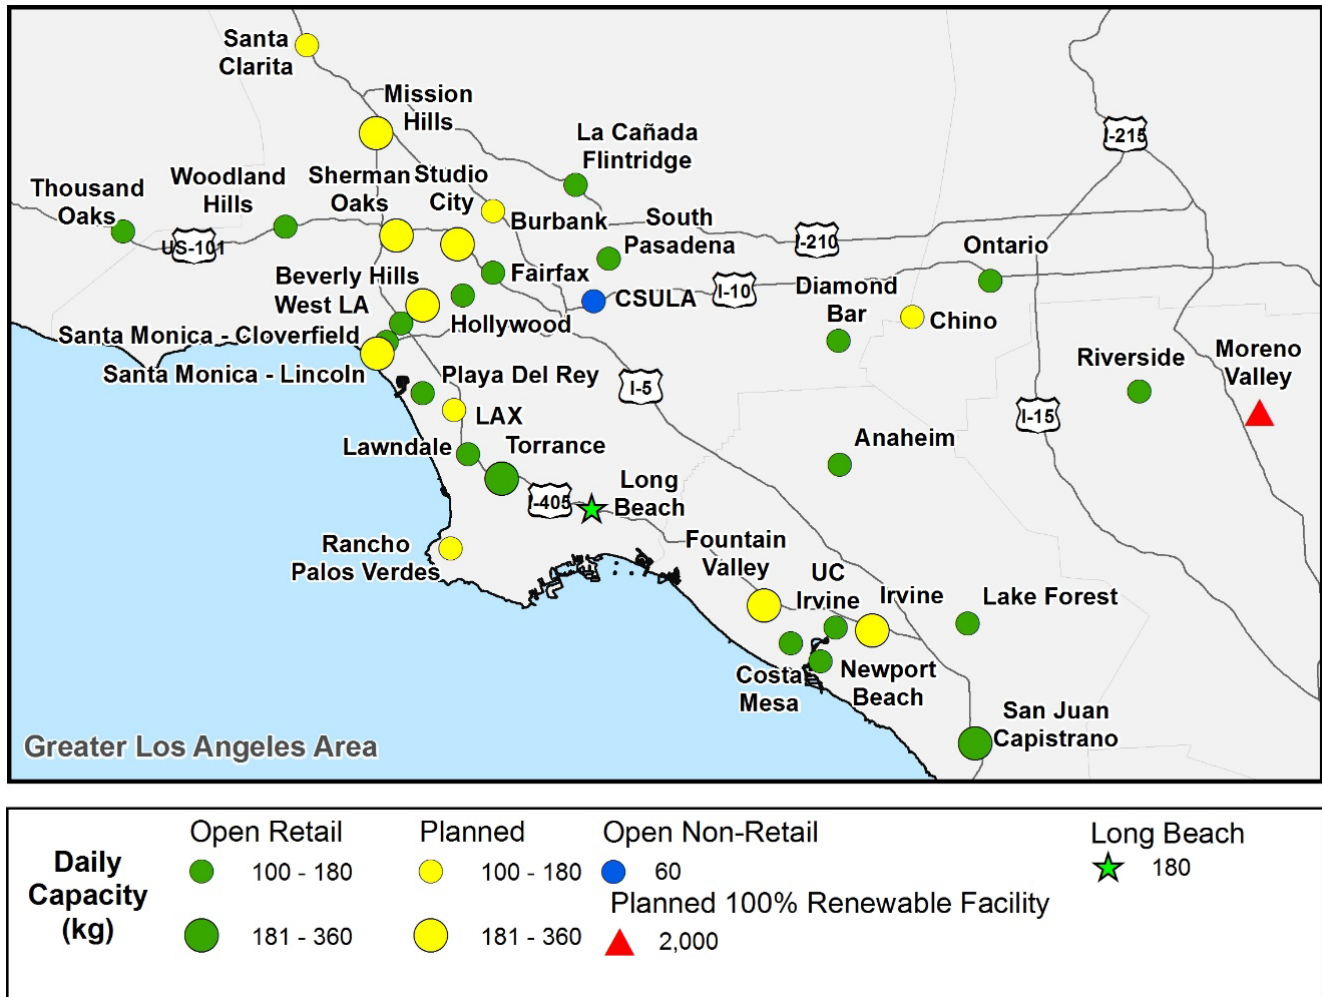 Santa
Clarita
Mission
Hills
La Cañada
Flintridge
I-215
Thousand
Oaks
Woodland
Hills
Sherman
Oaks
Studio
City
Burbank
South
Pasadena
US-101
I-210
Ontario
Beverly Hills
West LA
Fairfax
CSULA
I-10
Diamond
Bar
Chino
Hollywood
Santa Monica - Cloverfield
Santa Monica - Lincoln
Playa Del Rey
I-5
Riverside
Moreno
Valley
LAX
I-15
Lawndale
Torrance
Anaheim
I-405
Long
Beach
Rancho
Palos Verdes
Fountain
Valley
UC
Irvine
Irvine
Lake Forest
Costa
Mesa
Newport
Beach
San Juan
Capistrano
Greater Los Angeles Area
Daily
Capacity
(kg)
Open Retail
100 - 180
181 - 360
Planned
100 - 180
181 - 360
Open Non-Retail
60
Planned 100% Renewable Facility
2,000
Long Beach
180